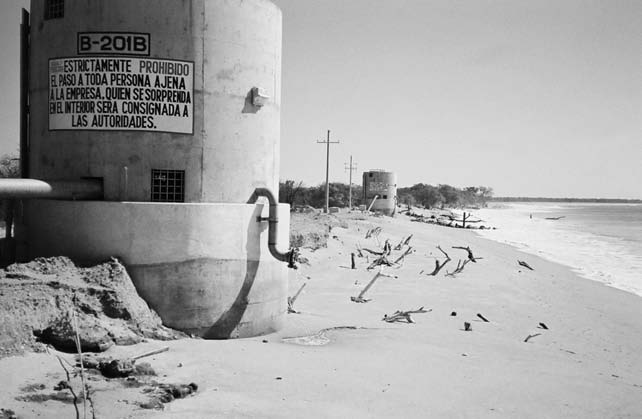 B-201B
ESTRICTAMENTE PROHIBIDO
EL PASO A TODA PERSONA AJENA
A LA EMPRESA. QUIEN SE SORPRENDA
EN EL INTERIOR SERA CONSIGNADA A
LAS AUTORIDADES.